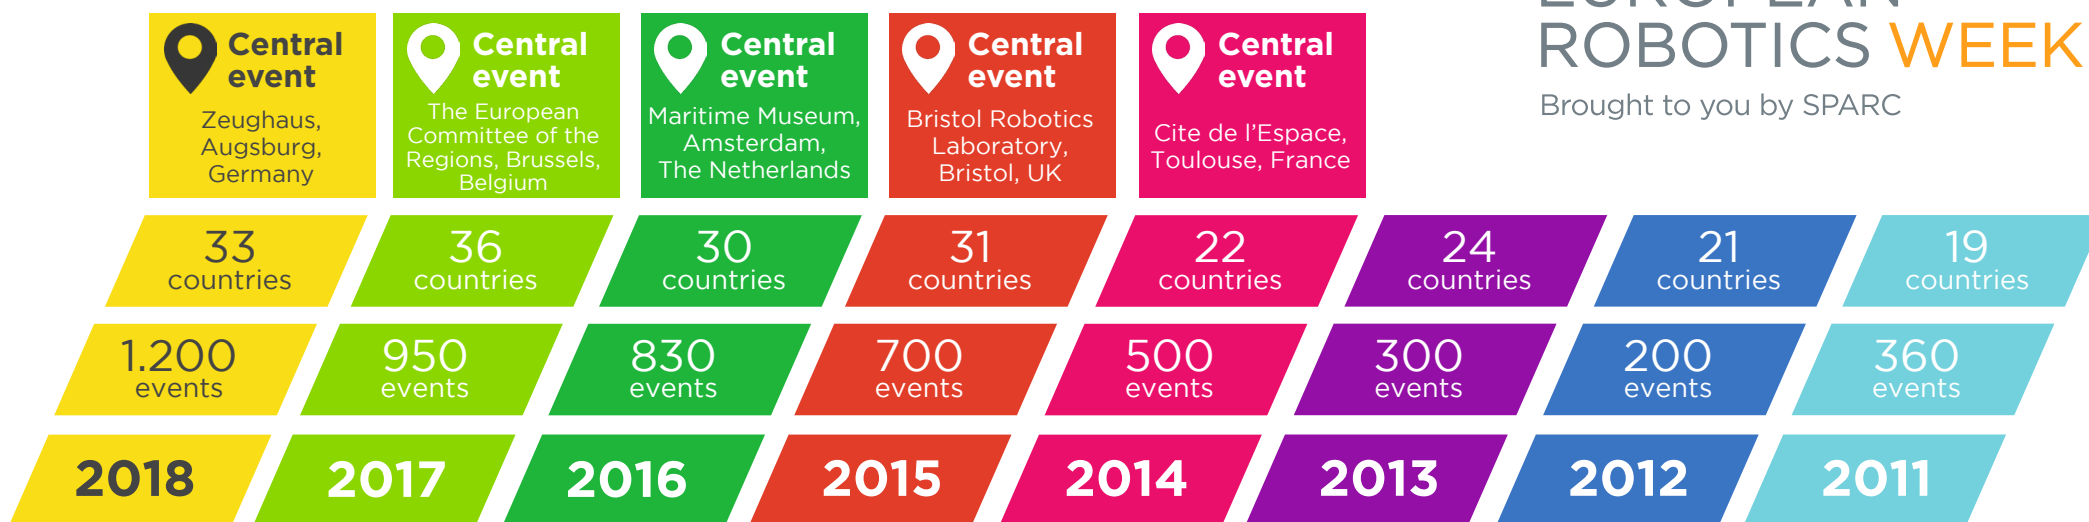 EUROPEAN
ROBOTICS WEEK
Brought to you by SPARC
Central
event
Zeughaus,
Augsburg,
Germany
Central
event
The European
Committee of the
Regions, Brussels,
Belgium
Central
event
Maritime Museum,
Amsterdam,
The Netherlands
Central
event
Bristol Robotics
Laboratory,
Bristol, UK
Central
event
Cite de l'Espace,
Toulouse, France
33
countries
36
countries
30
countries
31
countries
22
countries
24
countries
21
countries
19
countries
1.200
events
950
events
830
events
700
events
500
events
300
events
200
events
360
events
2018
2017
2016
2015
2014
2013
2012
2011